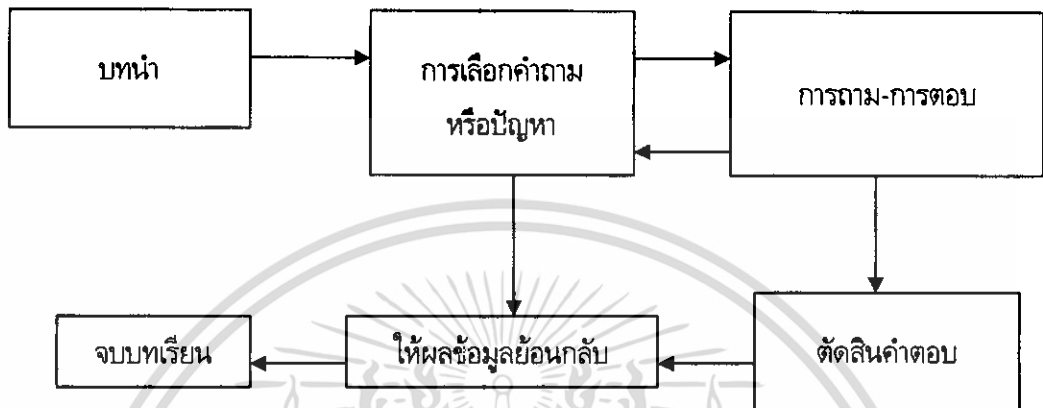 บทนำ
การเลือกคำถาม
หรือปัญหา
การถาม-การตอบ
จบบทเรียน
ให้ผลข้อมูลย้อนกลับ
ตัดสินคำตอบ